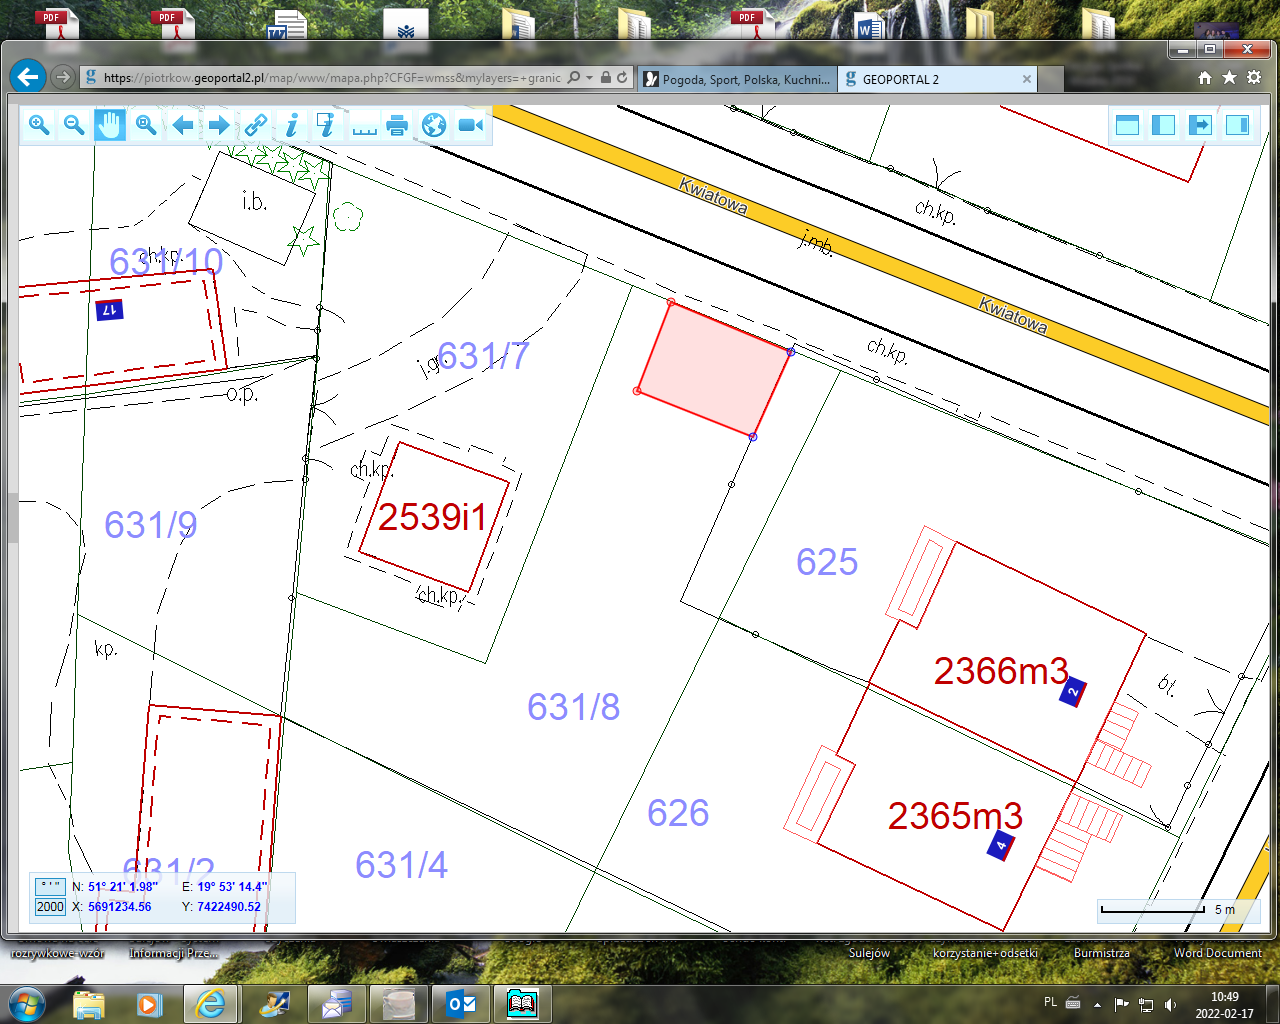 PDF
PDF
PDF
W
https://piotrkow.geoportal2.pl/map/www/mapa.php?CFGF=wmss&mylayers=+granic
Pogoda, Sport, Polska, Kuchni...
GEOPORTAL 2
Kwiatowa
i.b.
ch.kp.
j.mb.
631/10
ch.kp.
17
Kwiatowa
631/7
j.gr.
ch.kp.
o.p.
ch.kp.
2539i1
631/9
625
ch.kp.
kp.
2366m3
2
bt.
631/8
626
2365m3
4
631/2
631/4
° ' " N: 51° 21' 1.98" E: 19° 53' 14.4"
2000 X: 5691234.56 Y: 7422490.52
5 m
rozrywkowe-wzór
Informacji Prze...
Sulejów
korzystanie+odsetki
Burmistrza
Word Document
PL
10:49
2022-02-17